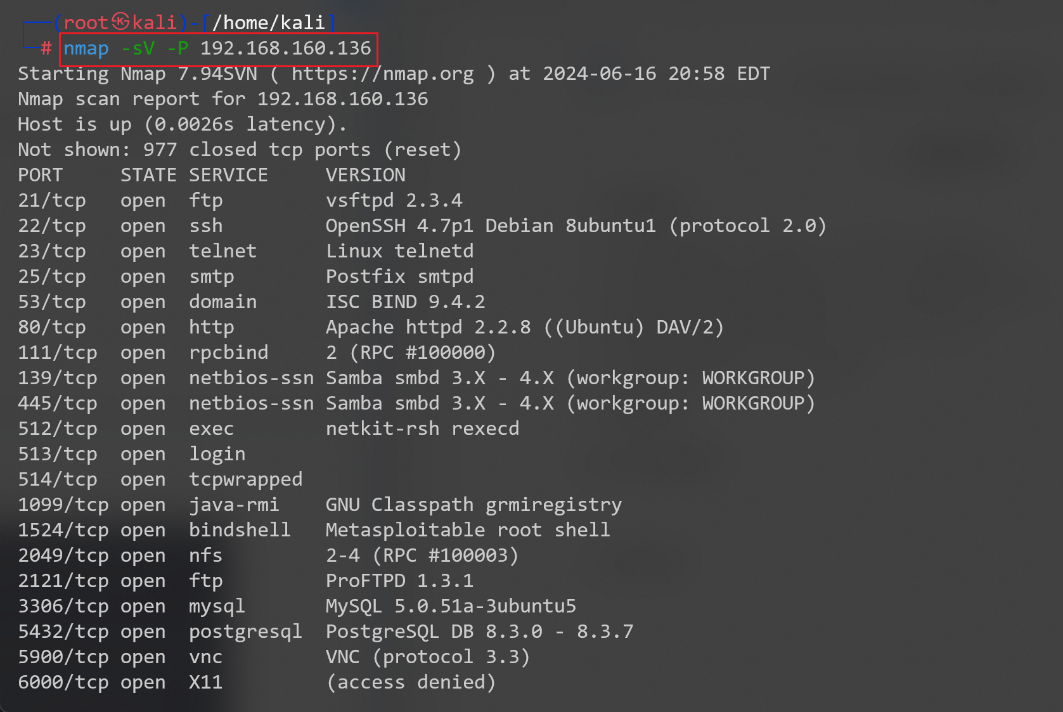 (root㉿kali)-[/home/kali]
# nmap -sV -P 192.168.160.136
Starting Nmap 7.94SVN ( https://nmap.org ) at 2024-06-16 20:58 EDT
Nmap scan report for 192.168.160.136
Host is up (0.0026s latency).
Not shown: 977 closed tcp ports (reset)
PORT     STATE SERVICE     VERSION
21/tcp   open  ftp         vsftpd 2.3.4
22/tcp   open  ssh         OpenSSH 4.7p1 Debian 8ubuntu1 (protocol 2.0)
23/tcp   open  telnet      Linux telnetd
25/tcp   open  smtp        Postfix smtpd
53/tcp   open  domain      ISC BIND 9.4.2
80/tcp   open  http        Apache httpd 2.2.8 ((Ubuntu) DAV/2)
111/tcp  open  rpcbind     2 (RPC #100000)
139/tcp  open  netbios-ssn Samba smbd 3.X - 4.X (workgroup: WORKGROUP)
445/tcp  open  netbios-ssn Samba smbd 3.X - 4.X (workgroup: WORKGROUP)
512/tcp  open  exec        netkit-rsh rexecd
513/tcp  open  login
514/tcp  open  tcpwrapped
1099/tcp open  java-rmi    GNU Classpath grmiregistry
1524/tcp open  bindshell   Metasploitable root shell
2049/tcp open  nfs         2-4 (RPC #100003)
2121/tcp open  ftp         ProFTPD 1.3.1
3306/tcp open  mysql       MySQL 5.0.51a-3ubuntu5
5432/tcp open  postgresql  PostgreSQL DB 8.3.0 - 8.3.7
5900/tcp open  vnc         VNC (protocol 3.3)
6000/tcp open  X11         (access denied)